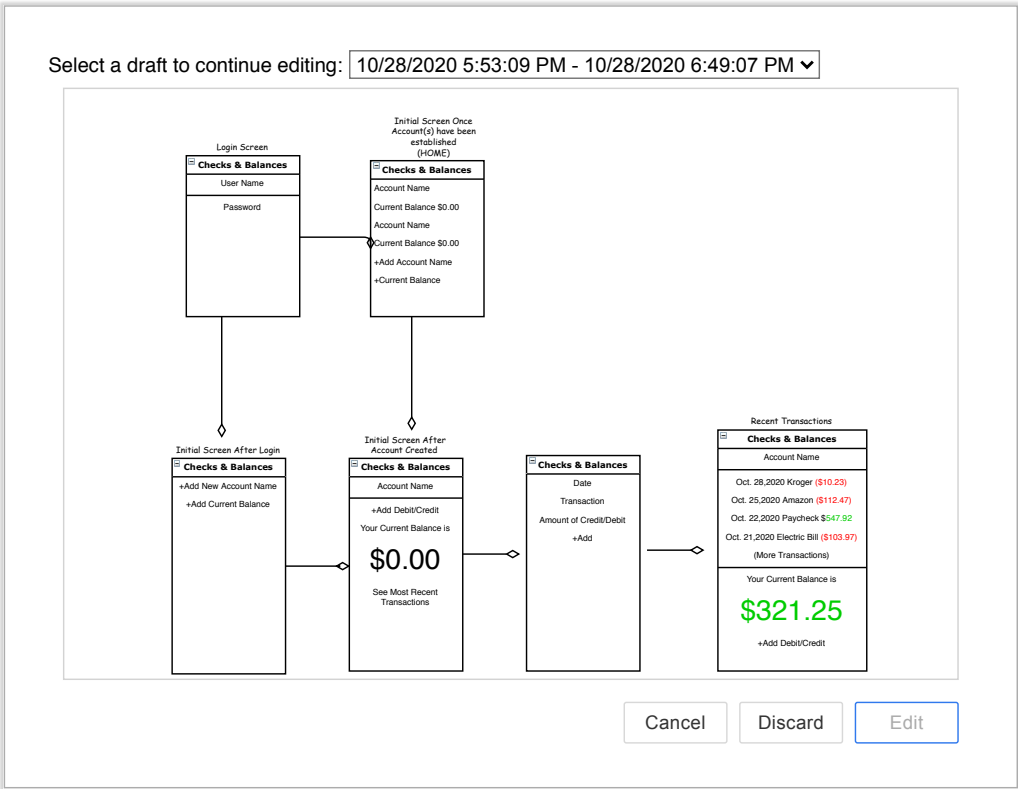 Select a draft to continue editing: 10/28/2020 5:53:09 PM - 10/28/2020 6:49:07 PM
Login Screen
Checks & Balances
User Name
Password
Initial Screen Once
Account(s) have been
established
(HOME)
Checks & Balances
Account Name
Current Balance $0.00
Account Name
Current Balance $0.00
+Add Account Name
+Current Balance
Initial Screen After Login
Checks & Balances
+Add New Account Name
+Add Current Balance
Initial Screen After
Account Created
Checks & Balances
Account Name
+Add Debit/Credit
Your Current Balance is
$0.00
See Most Recent
Transactions
Checks & Balances
Date
Transaction
Amount of Credit/Debit
+Add
Recent Transactions
Checks & Balances
Account Name
Oct. 28,2020 Kroger ($10.23)
Oct. 25,2020 Amazon ($112.47)
Oct. 22,2020 Paycheck $547.92
Oct. 21,2020 Electric Bill ($103.97)
(More Transactions)
Your Current Balance is
$321.25
+Add Debit/Credit
Cancel
Discard
Edit